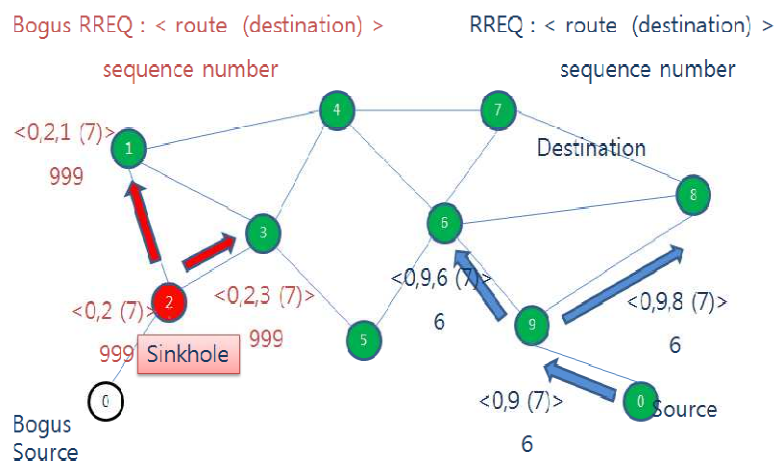 Bogus RREQ : < route (destination) >
sequence number
RREQ : < route (destination) >
sequence number
4
7
<0,2,1 (7)>
1
999
Destination
8
6
3
<0,9,6 (7)>
6
<0,2 (7)>
2
<0,2,3 (7)>
999
999
Sinkhole
5
9
<0,9,8 (7)>
6
0
<0,9 (7)>
6
0
Source
Bogus
Source